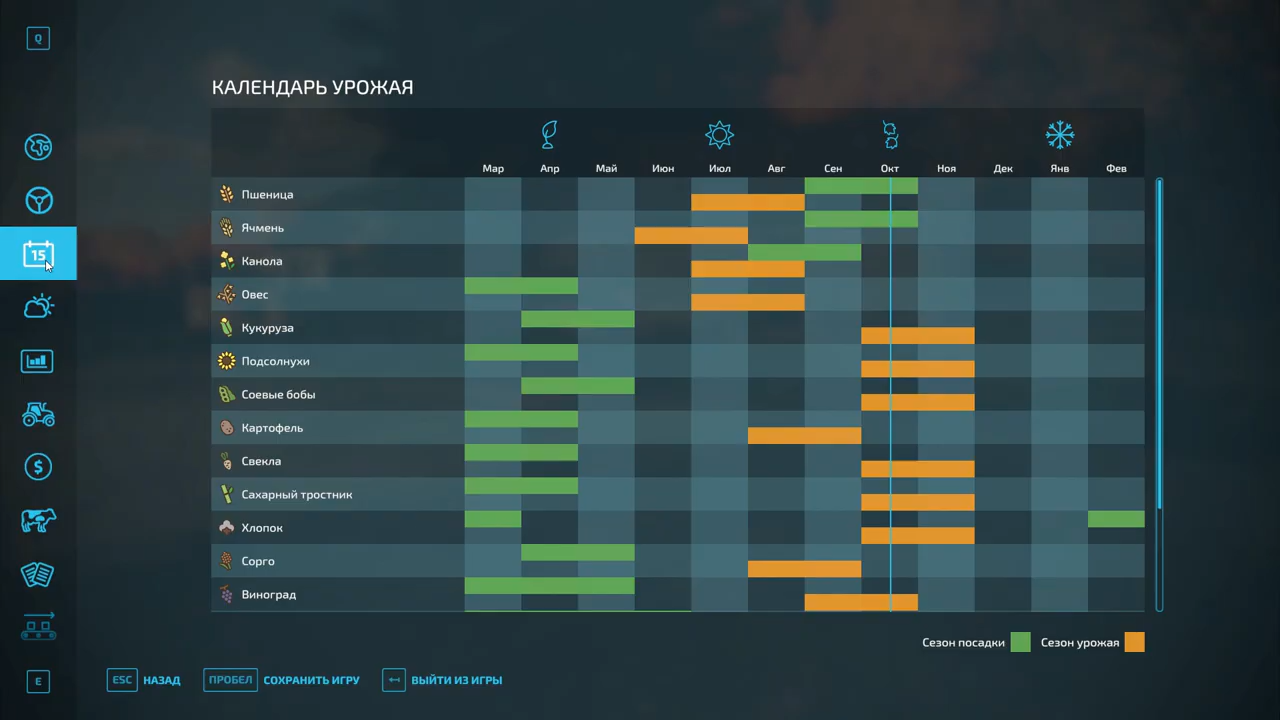 Q
КАЛЕНДАРЬ УРОЖАЯ
Мар Апр Май Июн Июл Авг Сен Окт Ноя Дек Янв Фев
Пшеница
Ячмень
15
Канола
Овес
Кукуруза
Подсолнухи
Соевые бобы
Картофель
Свекла
$
Сахарный тростник
Хлопок
Сорго
Виноград
Сезон посадки Сезон урожая
E
ESC НАЗАД ПРОБЕЛ СОХРАНИТЬ ИГРУ ВЫЙТИ ИЗ ИГРЫ